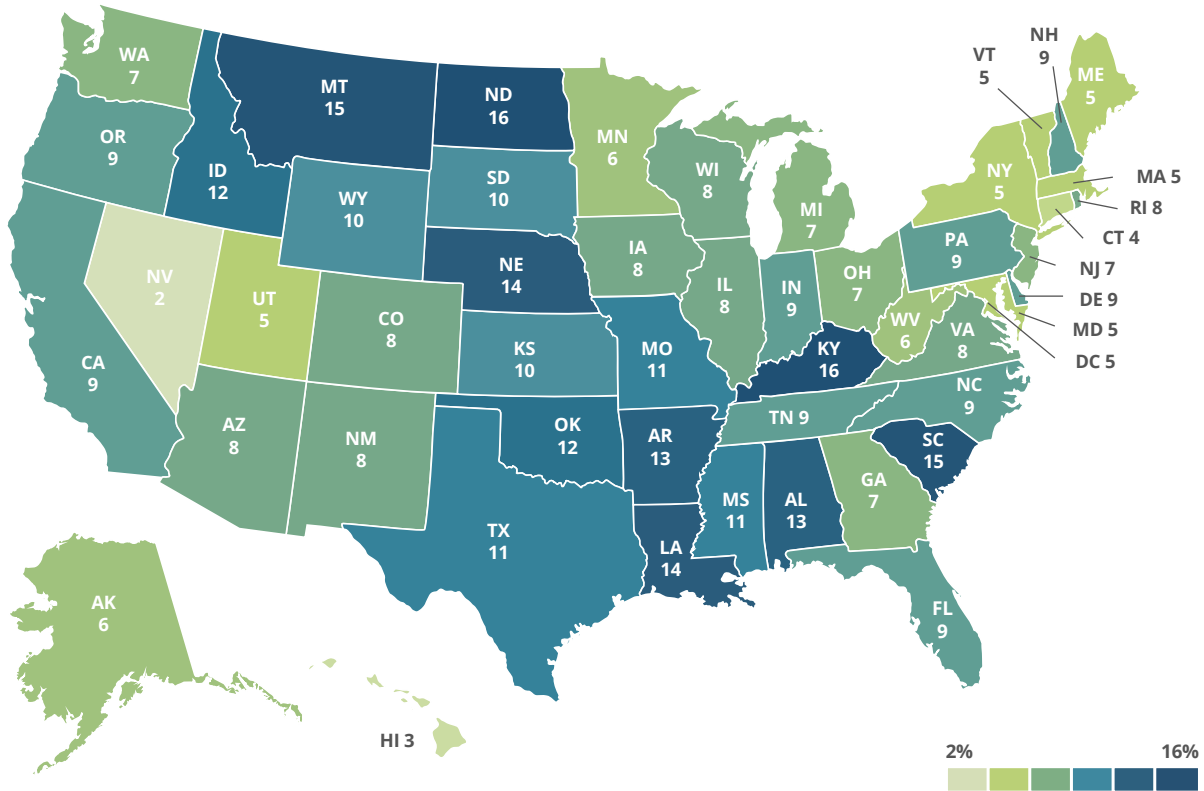 NH
9
VT
5
ME
5
WA
7
MT
15
ND
16
MN
6
OR
9
ID
12
WI
8
NY
5
MA 5
SD
10
WY
10
RI 8
MI
7
CT 4
PA
9
IA
8
NE
14
NJ 7
NV
2
OH
7
IL
8
IN
9
DE 9
UT
5
CO
8
WV
6
MD 5
VA
8
KY
16
KS
10
MO
11
DC 5
CA
9
NC
9
TN 9
AZ
8
NM
8
OK
12
AR
13
SC
15
GA
7
MS
11
AL
13
TX
11
LA
14
AK
6
FL
9
HI 3
2%
16%